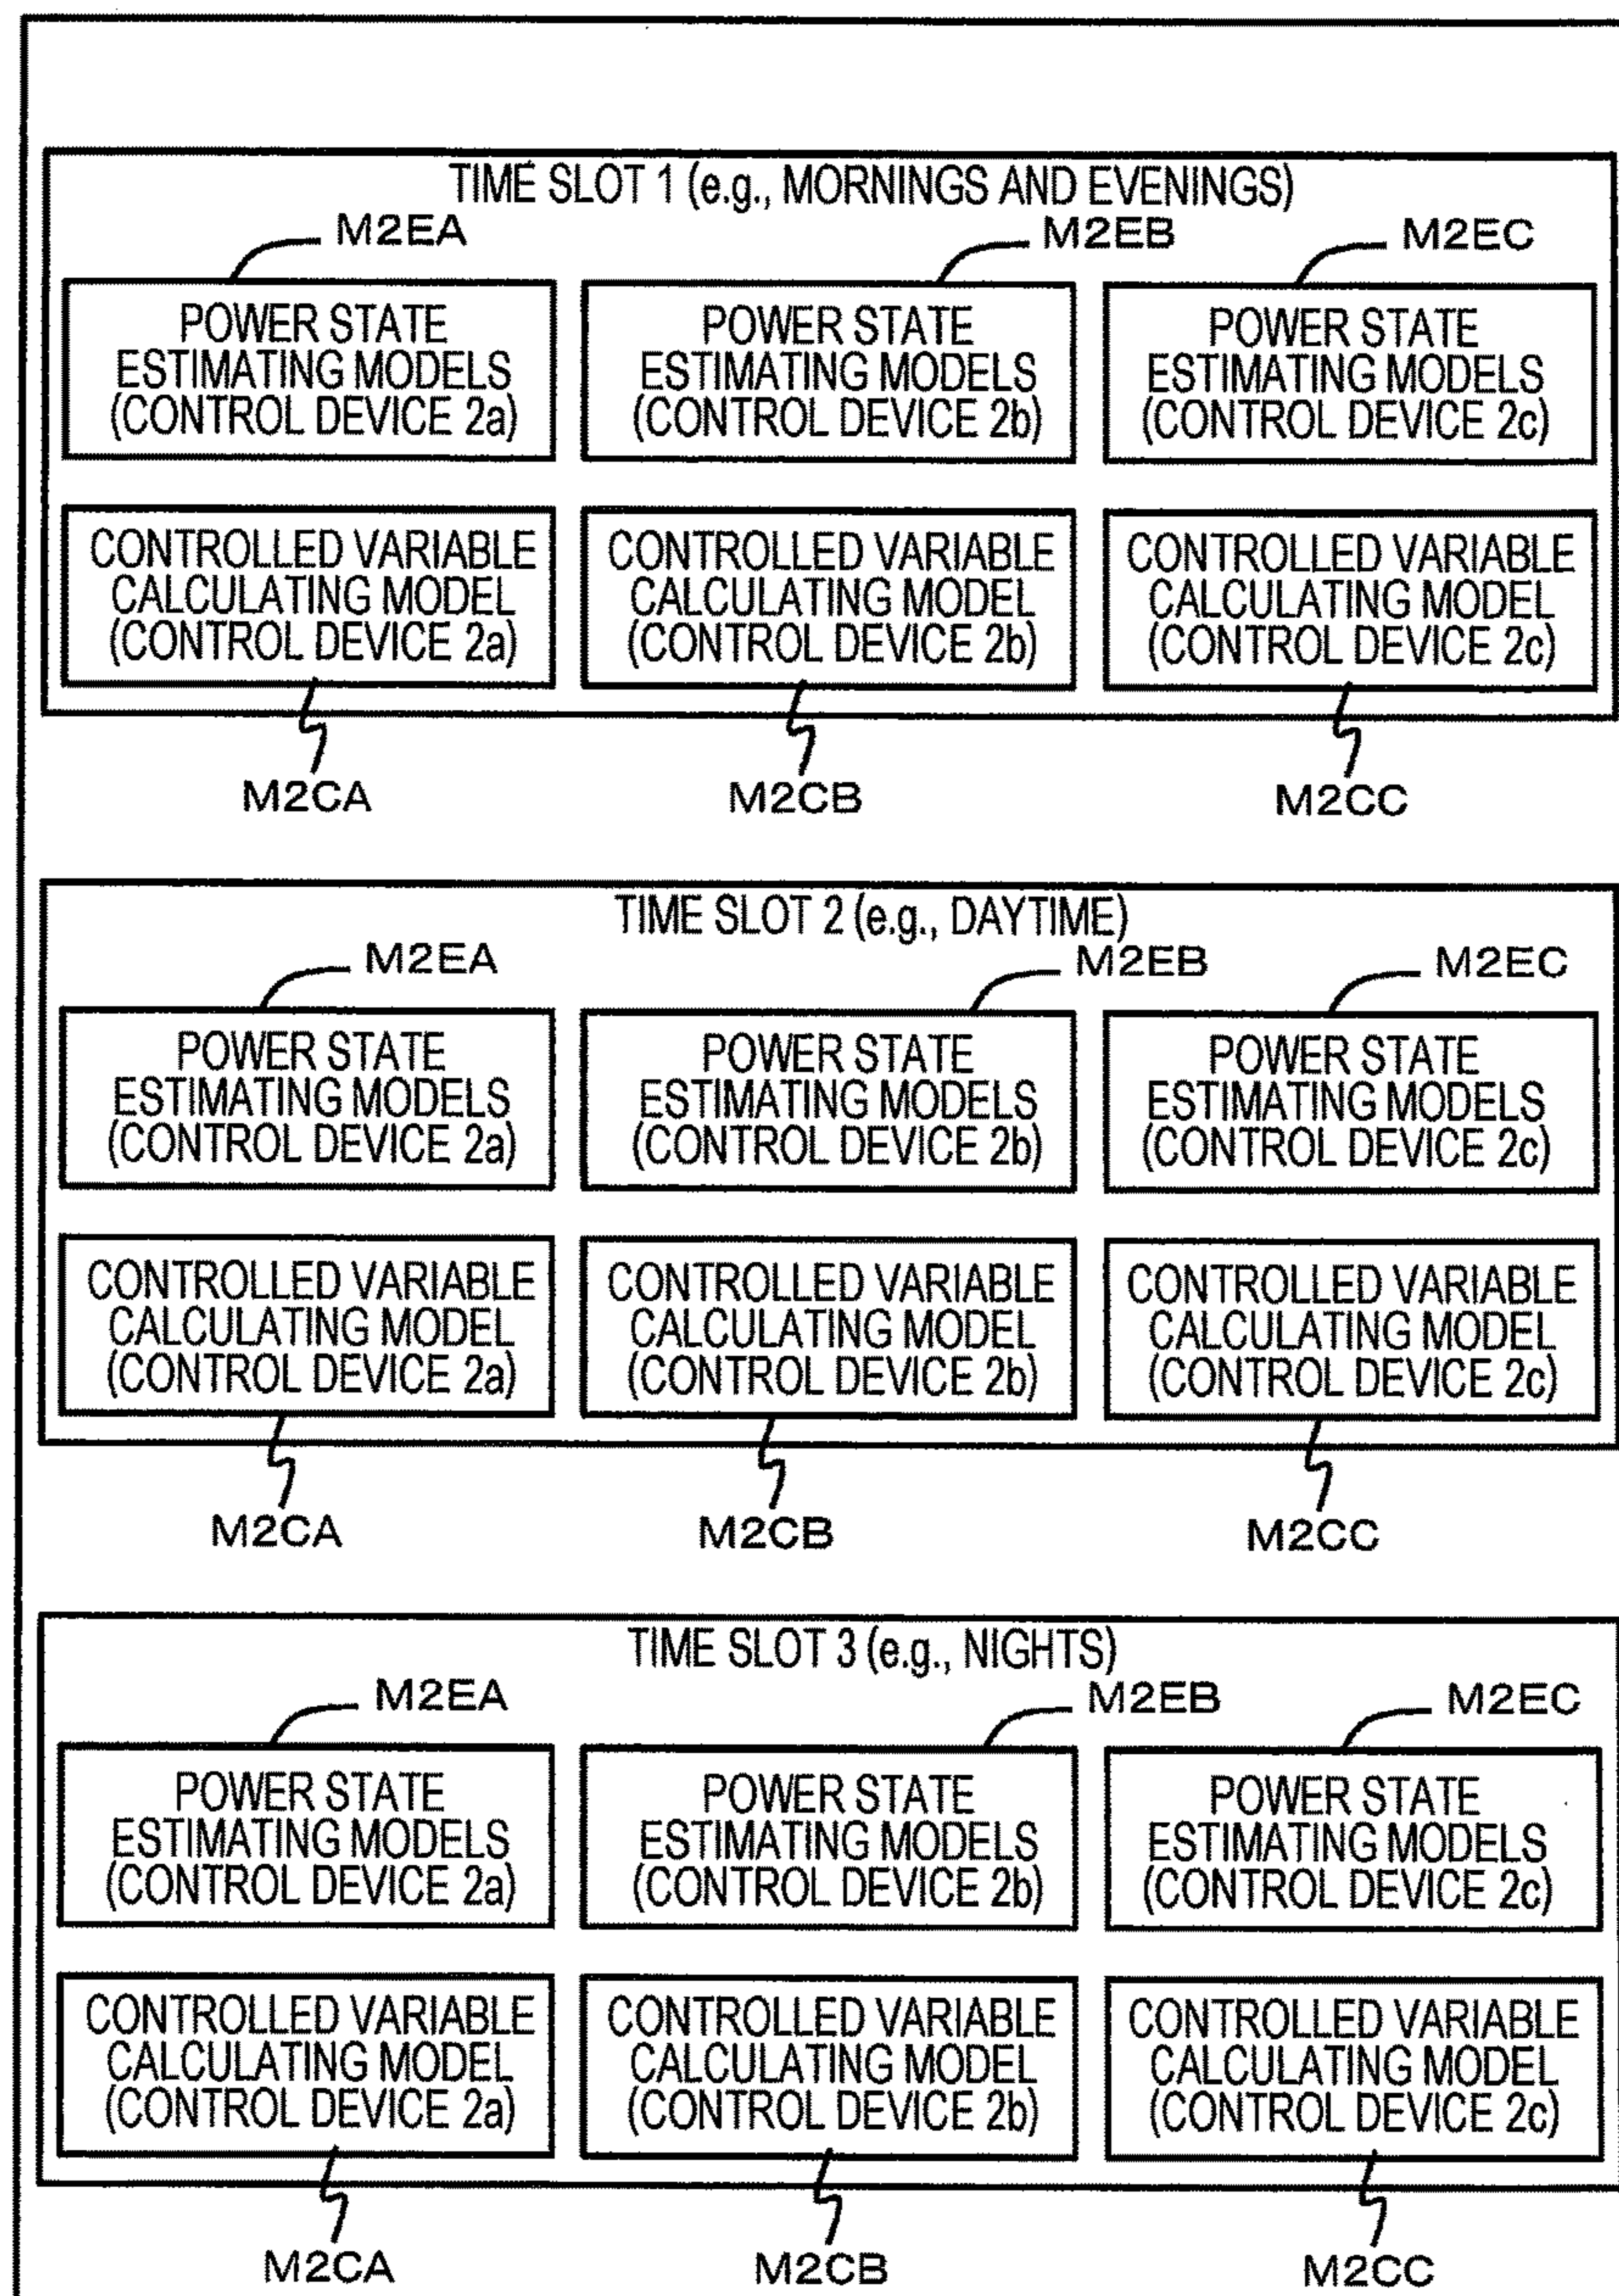 TIME SLOT 1 (e.g., MORNINGS AND EVENINGS)
M2EA
M2EB
M2EC
POWER STATE
ESTIMATING MODELS
(CONTROL DEVICE 2a)
POWER STATE
ESTIMATING MODELS
(CONTROL DEVICE 2b)
POWER STATE
ESTIMATING MODELS
(CONTROL DEVICE 2c)
CONTROLLED VARIABLE
CALCULATING MODEL
(CONTROL DEVICE 2a)
CONTROLLED VARIABLE
CALCULATING MODEL
(CONTROL DEVICE 2b)
CONTROLLED VARIABLE
CALCULATING MODEL
(CONTROL DEVICE 2c)
M2CA
M2CB
M2CC
TIME SLOT 2 (e.g., DAYTIME)
M2EA
M2EB
M2EC
POWER STATE
ESTIMATING MODELS
(CONTROL DEVICE 2a)
POWER STATE
ESTIMATING MODELS
(CONTROL DEVICE 2b)
POWER STATE
ESTIMATING MODELS
(CONTROL DEVICE 2c)
CONTROLLED VARIABLE
CALCULATING MODEL
(CONTROL DEVICE 2a)
CONTROLLED VARIABLE
CALCULATING MODEL
(CONTROL DEVICE 2b)
CONTROLLED VARIABLE
CALCULATING MODEL
(CONTROL DEVICE 2c)
M2CA
M2CB
M2CC
TIME SLOT 3 (e.g., NIGHTS)
M2EA
M2EB
M2EC
POWER STATE
ESTIMATING MODELS
(CONTROL DEVICE 2a)
POWER STATE
ESTIMATING MODELS
(CONTROL DEVICE 2b)
POWER STATE
ESTIMATING MODELS
(CONTROL DEVICE 2c)
CONTROLLED VARIABLE
CALCULATING MODEL
(CONTROL DEVICE 2a)
CONTROLLED VARIABLE
CALCULATING MODEL
(CONTROL DEVICE 2b)
CONTROLLED VARIABLE
CALCULATING MODEL
(CONTROL DEVICE 2c)
M2CA
M2CB
M2CC